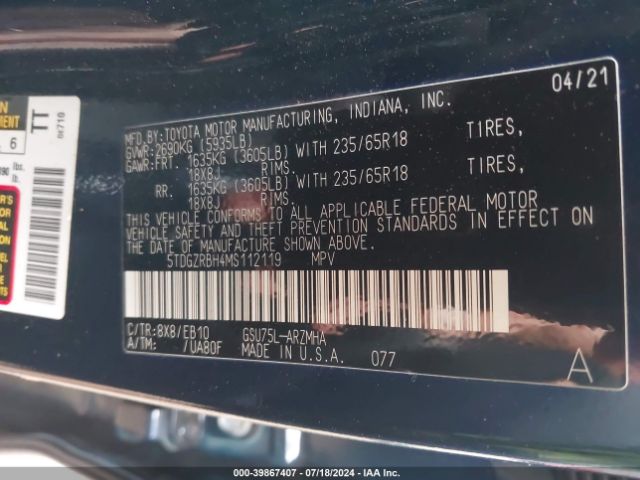 04/21
MFD.BY:TOYOTA MOTOR MANUFACTURING, INDIANA, INC.
GVWR:2690KG (5935LB)
GAWR:FRT. 1635KG (3605LB) WITH 235/65R18 TIRES,
18X8J RIMS.
RR. 1635KG (3605LB) WITH 235/65R18 TIRES,
18X8J RIMS.
THIS VEHICLE CONFORMS TO ALL APPLICABLE FEDERAL MOTOR
VEHICLE SAFETY AND THEFT PREVENTION STANDARDS IN EFFECT ON
THE DATE OF MANUFACTURE SHOWN ABOVE.
5TDGZRBH4MS112119 MPV
C/TR:8X8/EB10 GSU75L-ARZMHA
A/TM: /UA80F MADE IN U.S.A. 077
A
TT
6
lbs.
000-39867407 / 07/18/2024 - IAA Inc.